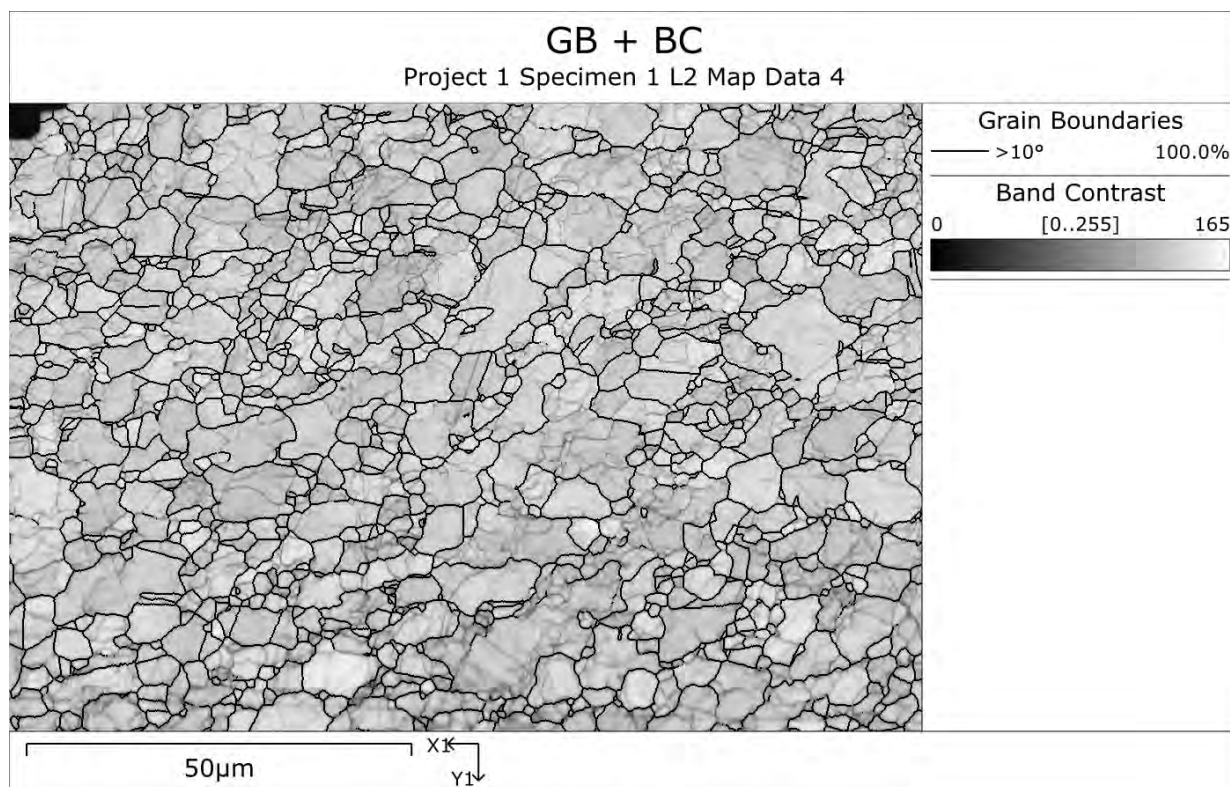 GB + BC
Project 1 Specimen 1 L2 Map Data 4
Grain Boundaries
>10° 100.0%
Band Contrast
0 [0..255] 165
50µm
X1
Y1